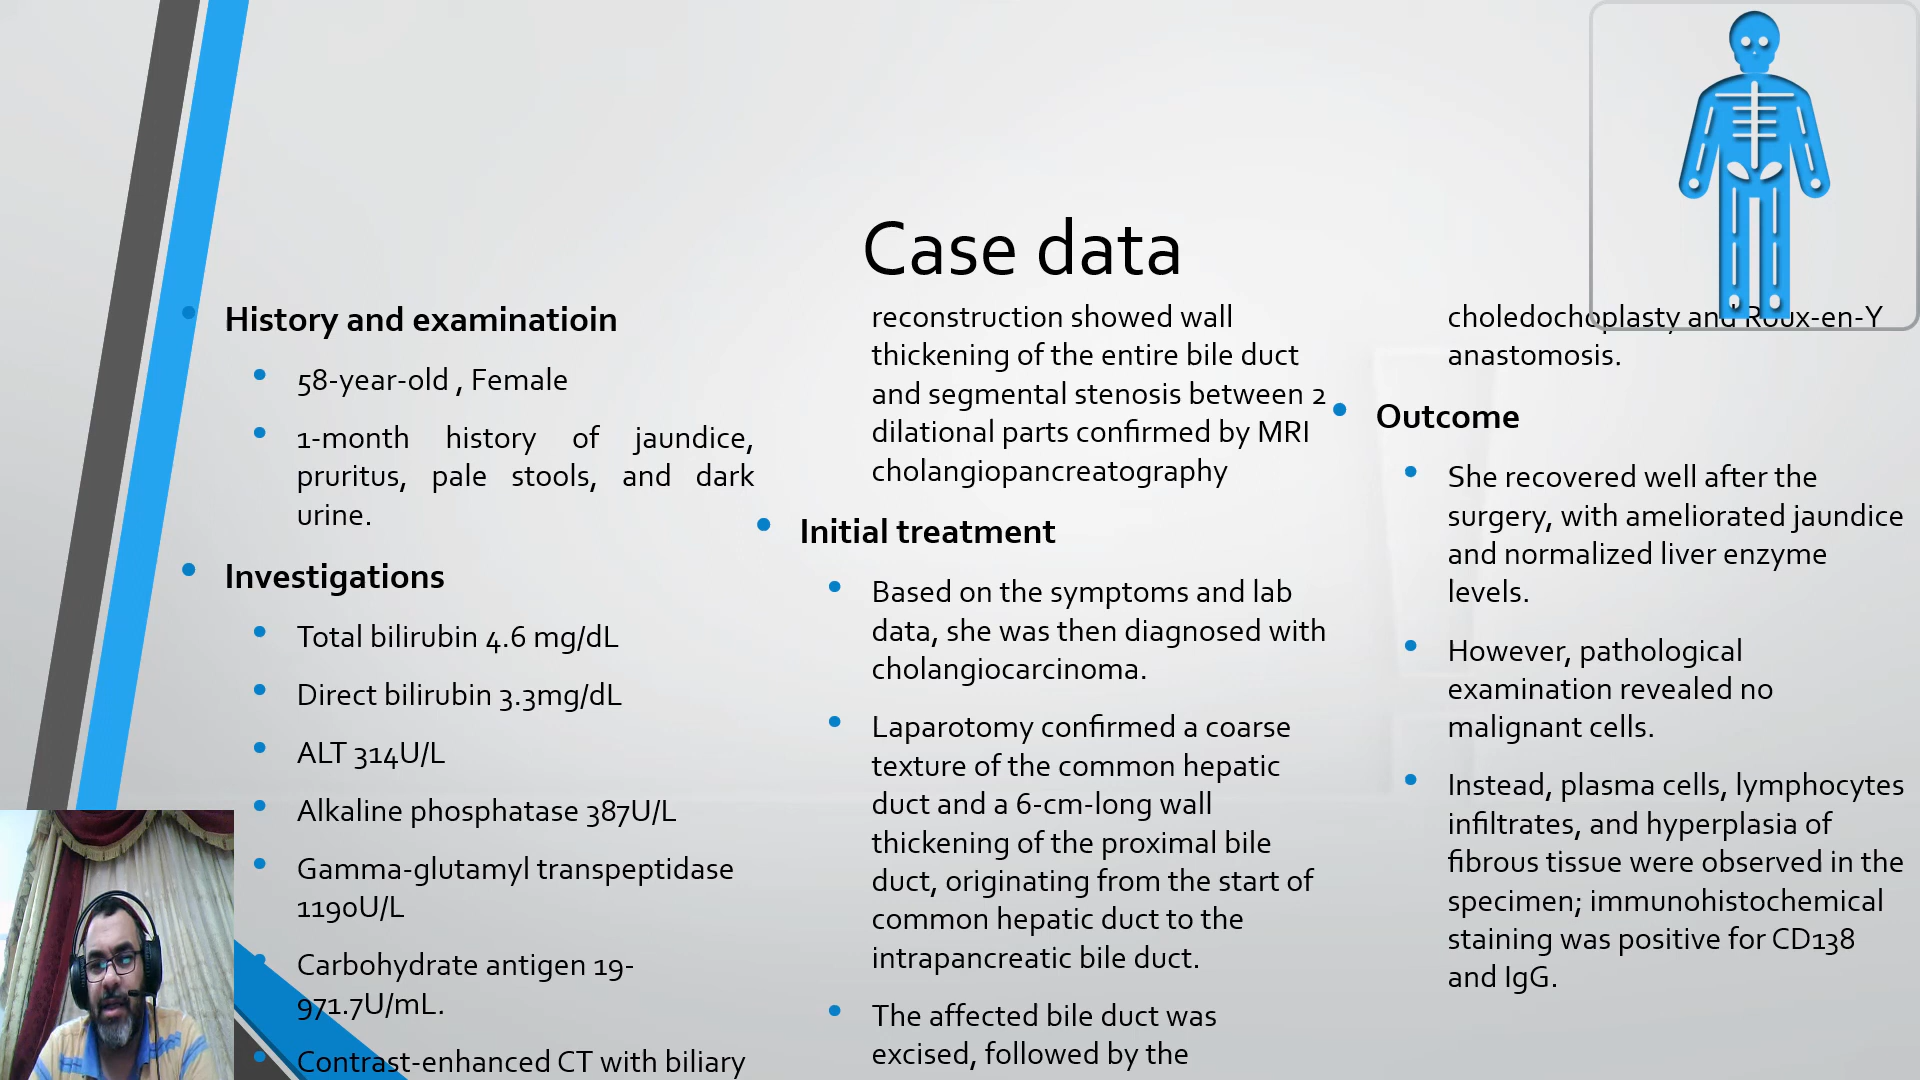 Case data
History and examinatioin
58-year-old , Female
1-month history of jaundice,
pruritus, pale stools, and dark
urine.
Investigations
Total bilirubin 4.6 mg/dL
Direct bilirubin 3.3mg/dL
ALT 314U/L
Alkaline phosphatase 387U/L
Gamma-glutamyl transpeptidase
1190U/L
Carbohydrate antigen 19-
971.7U/mL.
Contrast-enhanced CT with biliary
reconstruction showed wall
thickening of the entire bile duct
and segmental stenosis between 2
dilational parts confirmed by MRI
cholangiopancreatography
Initial treatment
Based on the symptoms and lab
data, she was then diagnosed with
cholangiocarcinoma.
Laparotomy confirmed a coarse
texture of the common hepatic
duct and a 6-cm-long wall
thickening of the proximal bile
duct, originating from the start of
common hepatic duct to the
intrapancreatic bile duct.
The affected bile duct was
excised, followed by the
choledochoplasty and Roux-en-Y
anastomosis.
Outcome
She recovered well after the
surgery, with ameliorated jaundice
and normalized liver enzyme
levels.
However, pathological
examination revealed no
malignant cells.
Instead, plasma cells, lymphocytes
infiltrates, and hyperplasia of
fibrous tissue were observed in the
specimen; immunohistochemical
staining was positive for CD138
and IgG.